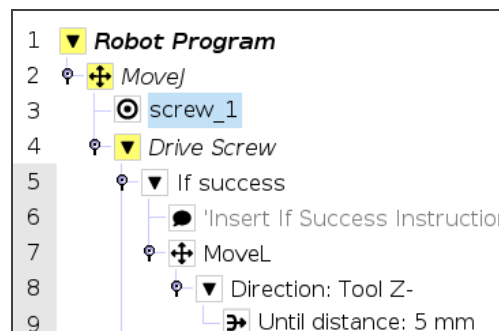 1 Robot Program
2 MoveJ
3 screw_1
4 Drive Screw
5 If success
6 'Insert If Success Instruction
7 MoveL
8 Direction: Tool Z-
9 Until distance: 5 mm